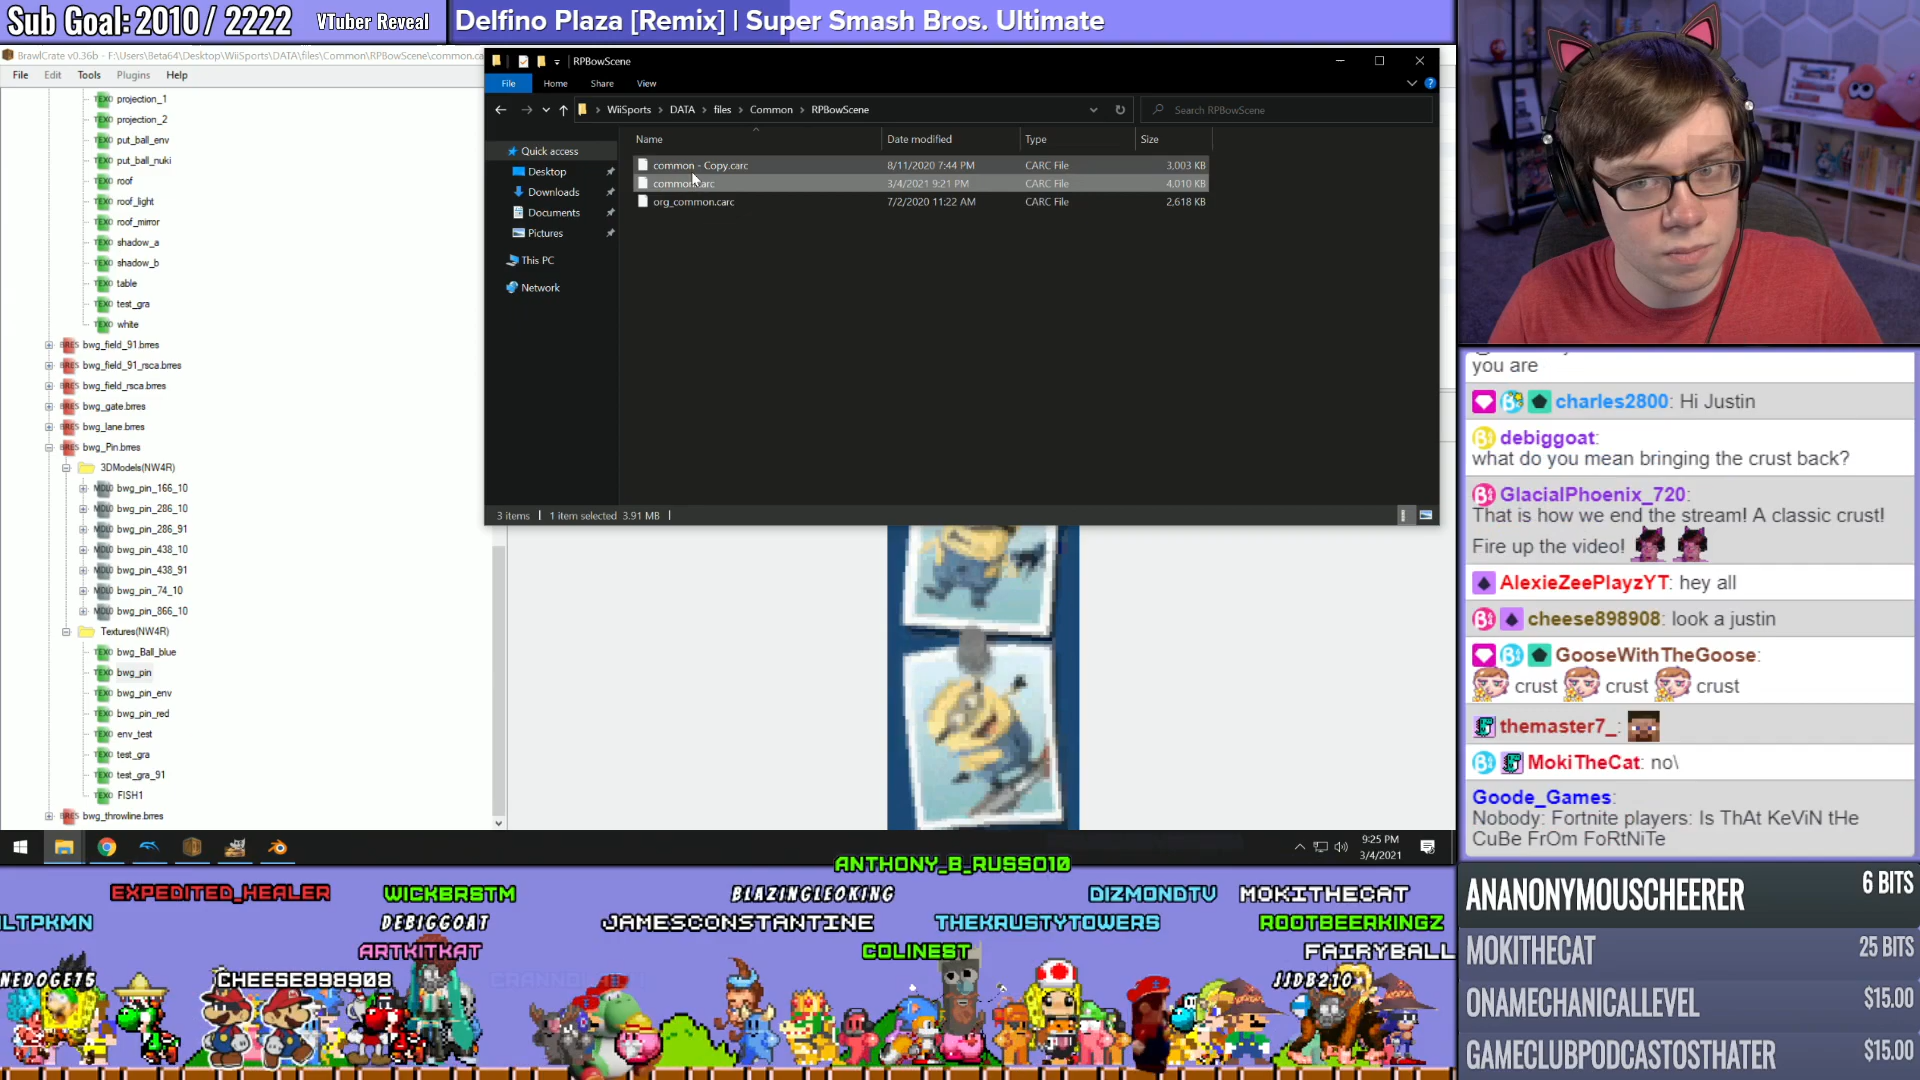 Sub Goal: 2010 / 2222
VTuber Reveal
Delfino Plaza [Remix] | Super Smash Bros. Ultimate
BrawlCrate v0.36b - F:\Users\Beta64\Desktop\WiiSports\DATA\files\Common\RPBowScene\common.ca
File Edit Tools Plugins Help
projection_1
projection_2
put_ball_env
put_ball_nuki
roof
roof_light
roof_mirror
shadow_a
shadow_b
table
test_gra
white
bwg_field_91.brres
bwg_field_91_rsca.brres
bwg_field_rsca.brres
bwg_gate.brres
bwg_lane.brres
bwg_Pin.brres
3DModels(NW4R)
bwg_pin_166_10
bwg_pin_286_10
bwg_pin_286_91
bwg_pin_438_10
bwg_pin_438_91
bwg_pin_74_10
bwg_pin_866_10
Textures(NW4R)
bwg_Ball_blue
bwg_pin
bwg_pin_env
bwg_pin_red
env_test
test_gra
test_gra_91
FISH1
bwg_throwline.brres
RPBowScene
File Home Share View
WiiSports > DATA > files > Common > RPBowScene
Search RPBowScene
Name Date modified Type Size
Quick access
Desktop
Downloads
Documents
Pictures
This PC
Network
common - Copy.carc 8/11/2020 7:44 PM CARC File 3,003 KB
common.carc 3/4/2021 9:21 PM CARC File 4,010 KB
org_common.carc 7/2/2020 11:22 AM CARC File 2,618 KB
3 items 1 item selected 3.91 MB
9:25 PM
3/4/2021
you are
charles2800: Hi Justin
debiggoat:
what do you mean bringing the crust back?
GlacialPhoenix_720:
That is how we end the stream! A classic crust!
Fire up the video!
AlexieZeePlayzYT: hey all
cheese898908: look a justin
GooseWithTheGoose:
crust crust crust
themaster7_:
MokiTheCat: no\
Goode_Games:
Nobody: Fortnite players: Is ThAt KeViN tHe
CuBe FrOm FoRtNiTe
ANANONYMOUSCHEERER 6 BITS
MOKITHECAT 25 BITS
ONAMECHANICALLEVEL $15.00
GAMECLUBPODCASTOSTHATER $15.00
ANTHONY_B_RUSSO10
EXPEDITED_HEALER
WICKBRSTM
BLAZINGLEOKING
DIZMONDTV
MOKITHECAT
LTPKMN
DEBIGGOAT
JAMESCONSTANTINE
THEKRUSTYTOWERS
ROOTBEERKINGZ
ARTKITKAT
COLINEST
FAIRYBALL
NEDOGE75
CHEESE898908
JJDB210